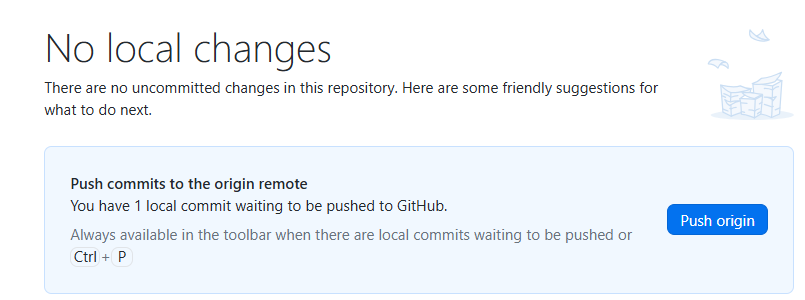 No local changes
There are no uncommitted changes in this repository. Here are some friendly suggestions for
what to do next.
Push commits to the origin remote
You have 1 local commit waiting to be pushed to GitHub.
Push origin
Always available in the toolbar when there are local commits waiting to be pushed or
Ctrl + P